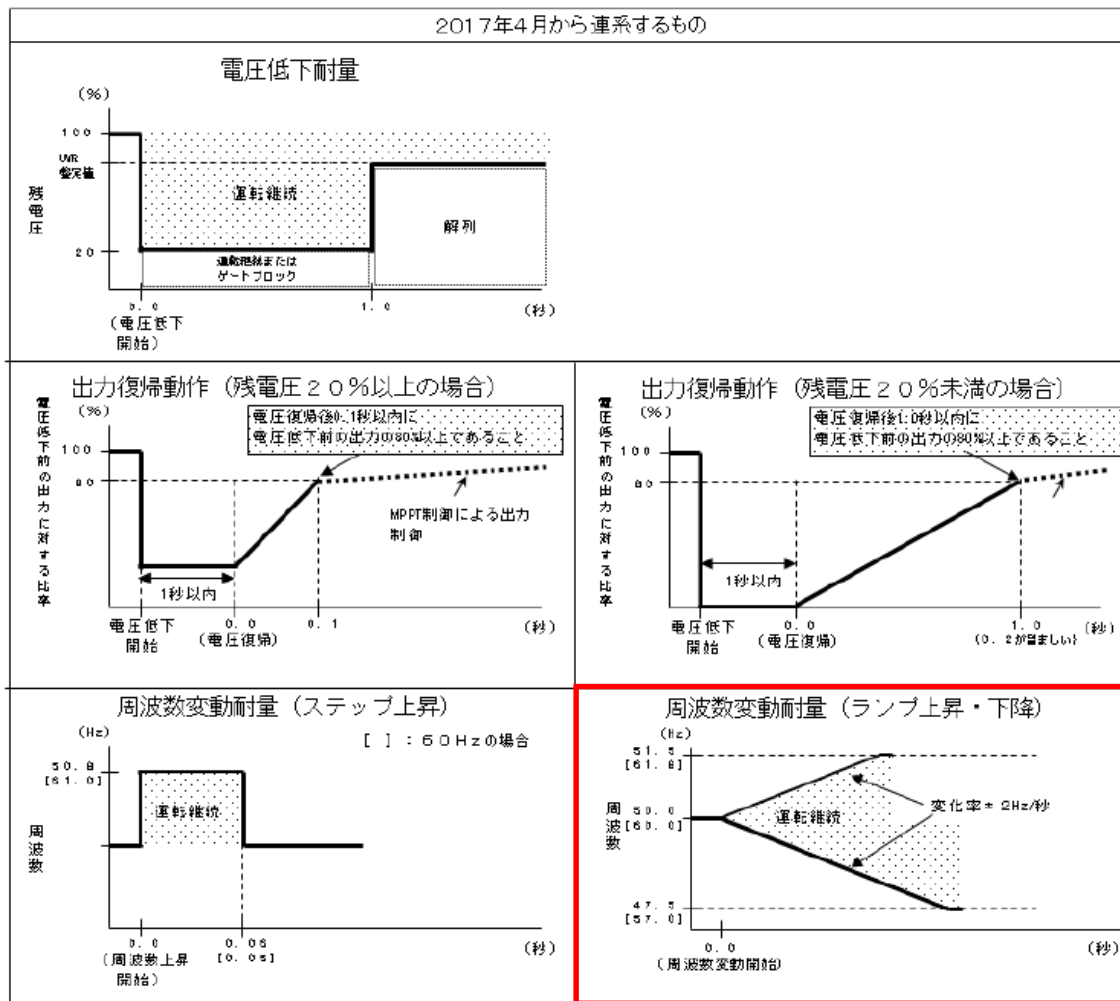 2017年4月から連系するもの
電圧低下耐量
(%)
100
UVR
整定値
残電圧
20
運転継続
解列
運転継続または
ゲートブロック
0.0
1.0
(秒)
(電圧低下
開始)
出力復帰動作 (残電圧20%以上の場合)
(%)
電圧低下前の出力に対する比率
電圧復帰後0.1秒以内に
電圧低下前の出力の80%以上であること
100
80
MPPT制御による出力
制御
1秒以内
電圧低下
開始
0.0
(電圧復帰)
0.1
(秒)
出力復帰動作 (残電圧20%未満の場合)
(%)
電圧低下前の出力に対する比率
電圧復帰後1.0秒以内に
電圧低下前の出力の80%以上であること
100
80
1秒以内
電圧低下
開始
0.0
(電圧復帰)
1.0
(0.2が望ましい)
(秒)
周波数変動耐量 (ステップ上昇)
(Hz)
[ ]:60Hzの場合
50.8
[61.0]
運転継続
周波数
0.0
(周波数上昇
開始)
0.06
[0.05]
(秒)
周波数変動耐量 (ランプ上昇・下降)
(Hz)
51.5
[61.8]
変化率±2Hz/秒
50.0
[60.0]
運転継続
周波数
47.5
[57.0]
0.0
(周波数変動開始)
(秒)